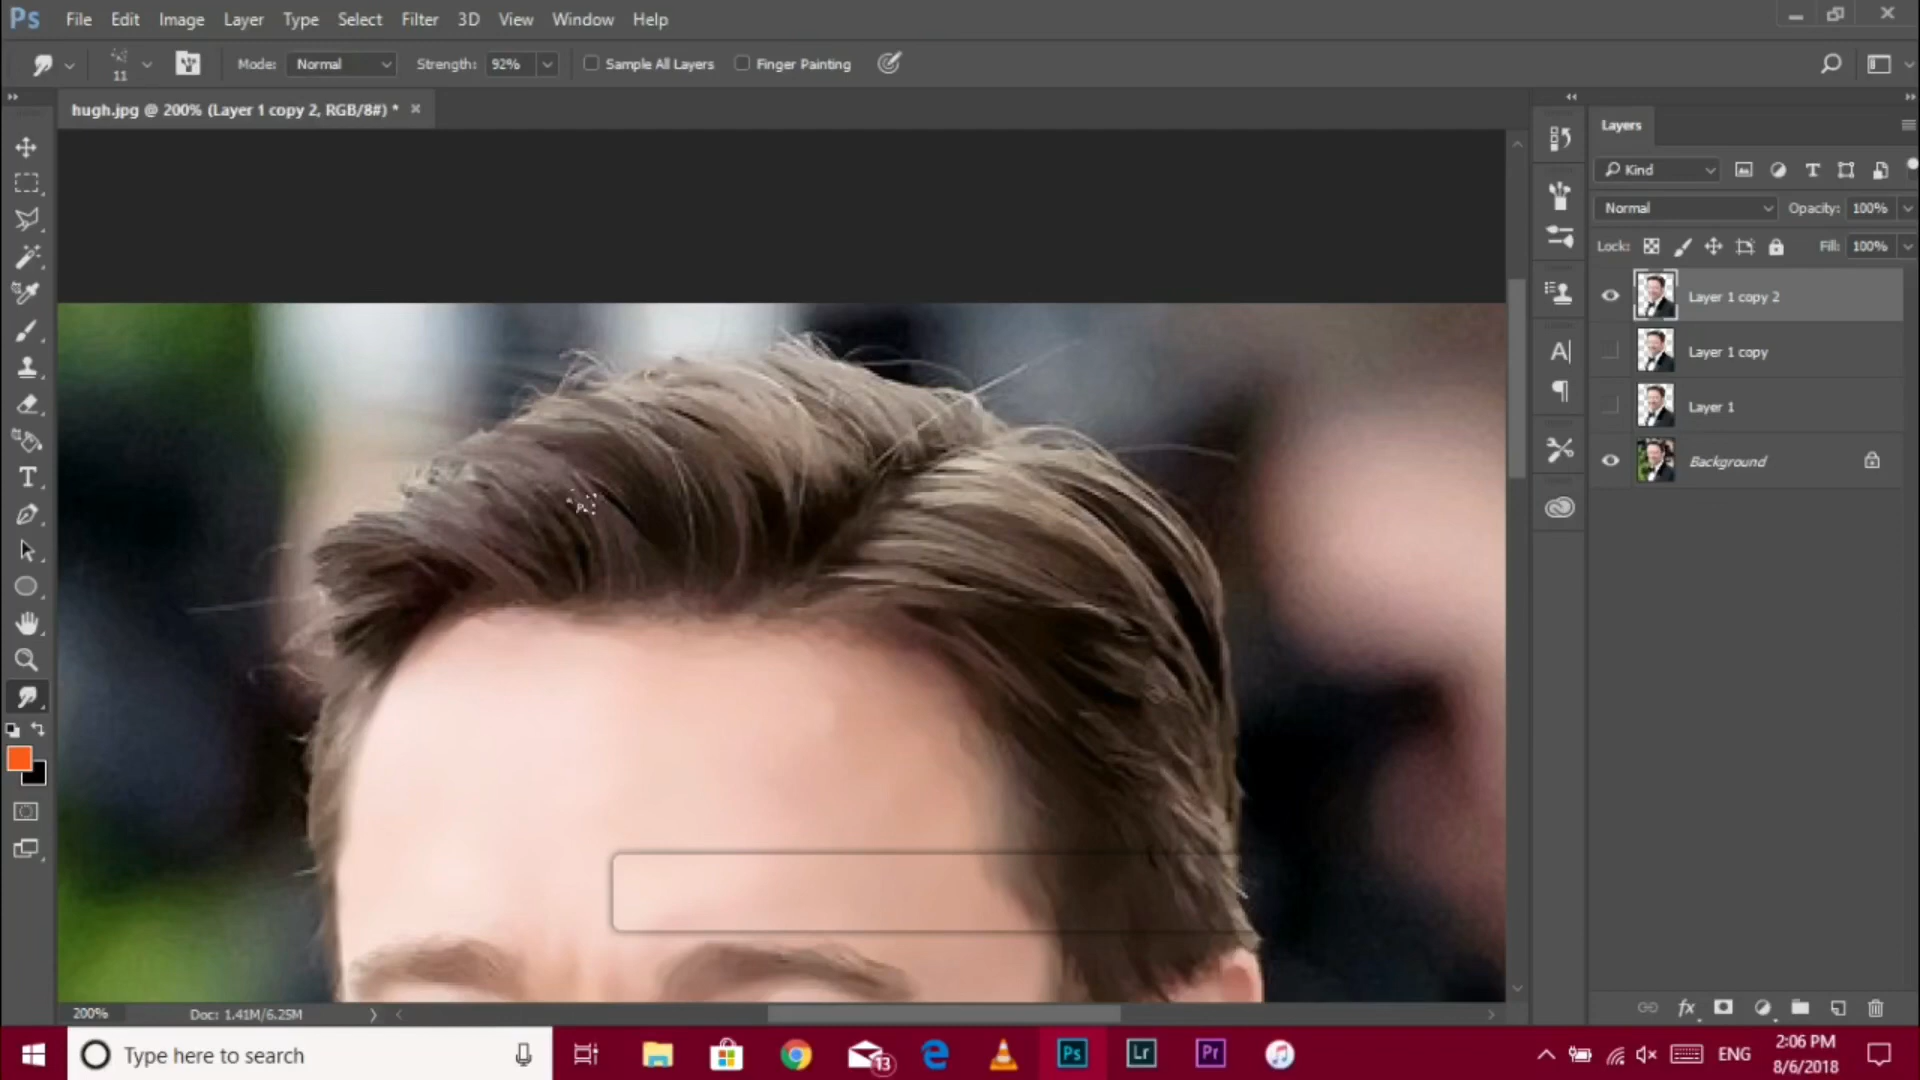 Ps File Edit Image Layer Type Select Filter 3D View Window Help
11 Mode: Normal Strength: 92% Sample All Layers Finger Painting
hugh.jpg @ 200% (Layer 1 copy 2, RGB/8#) *
Layers
Kind
Normal Opacity: 100%
Lock: Fill: 100%
Layer 1 copy 2
Layer 1 copy
Layer 1
Background
200% Doc: 1.41M/6.25M
Type here to search
13
Ps
Lr
Pr
ENG
2:06 PM
8/6/2018